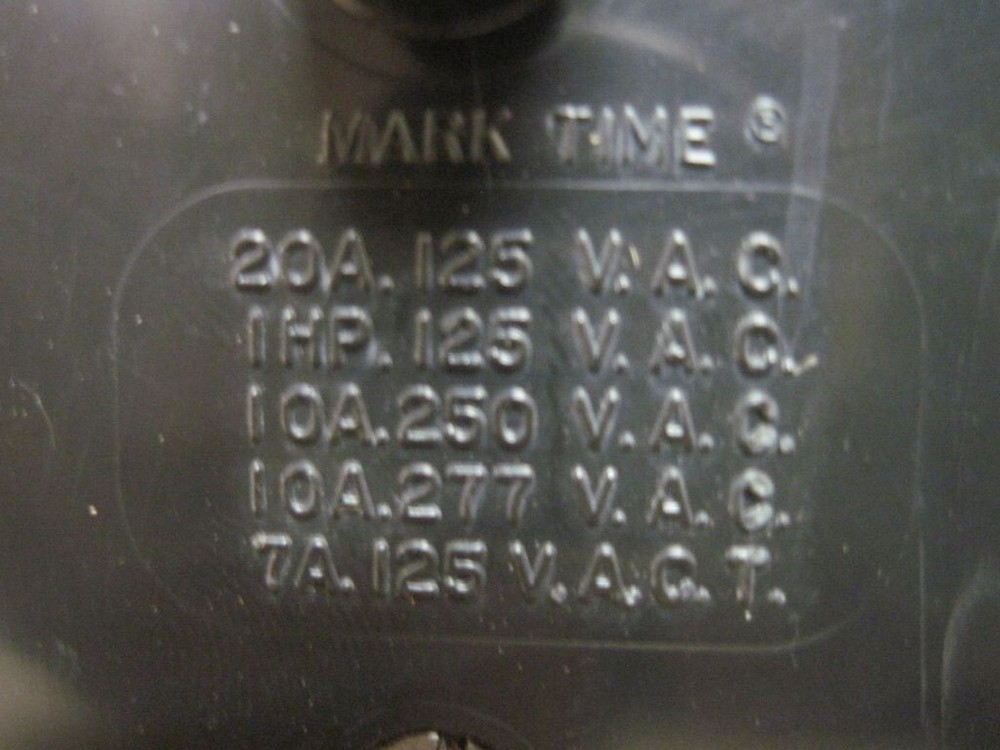 MARK TIME ®
20A. 125 V. A. C.
1HP. 125 V. A. C.
10A. 250 V. A. C.
10A. 277 V. A. C.
7A. 125 V. A. C. T.